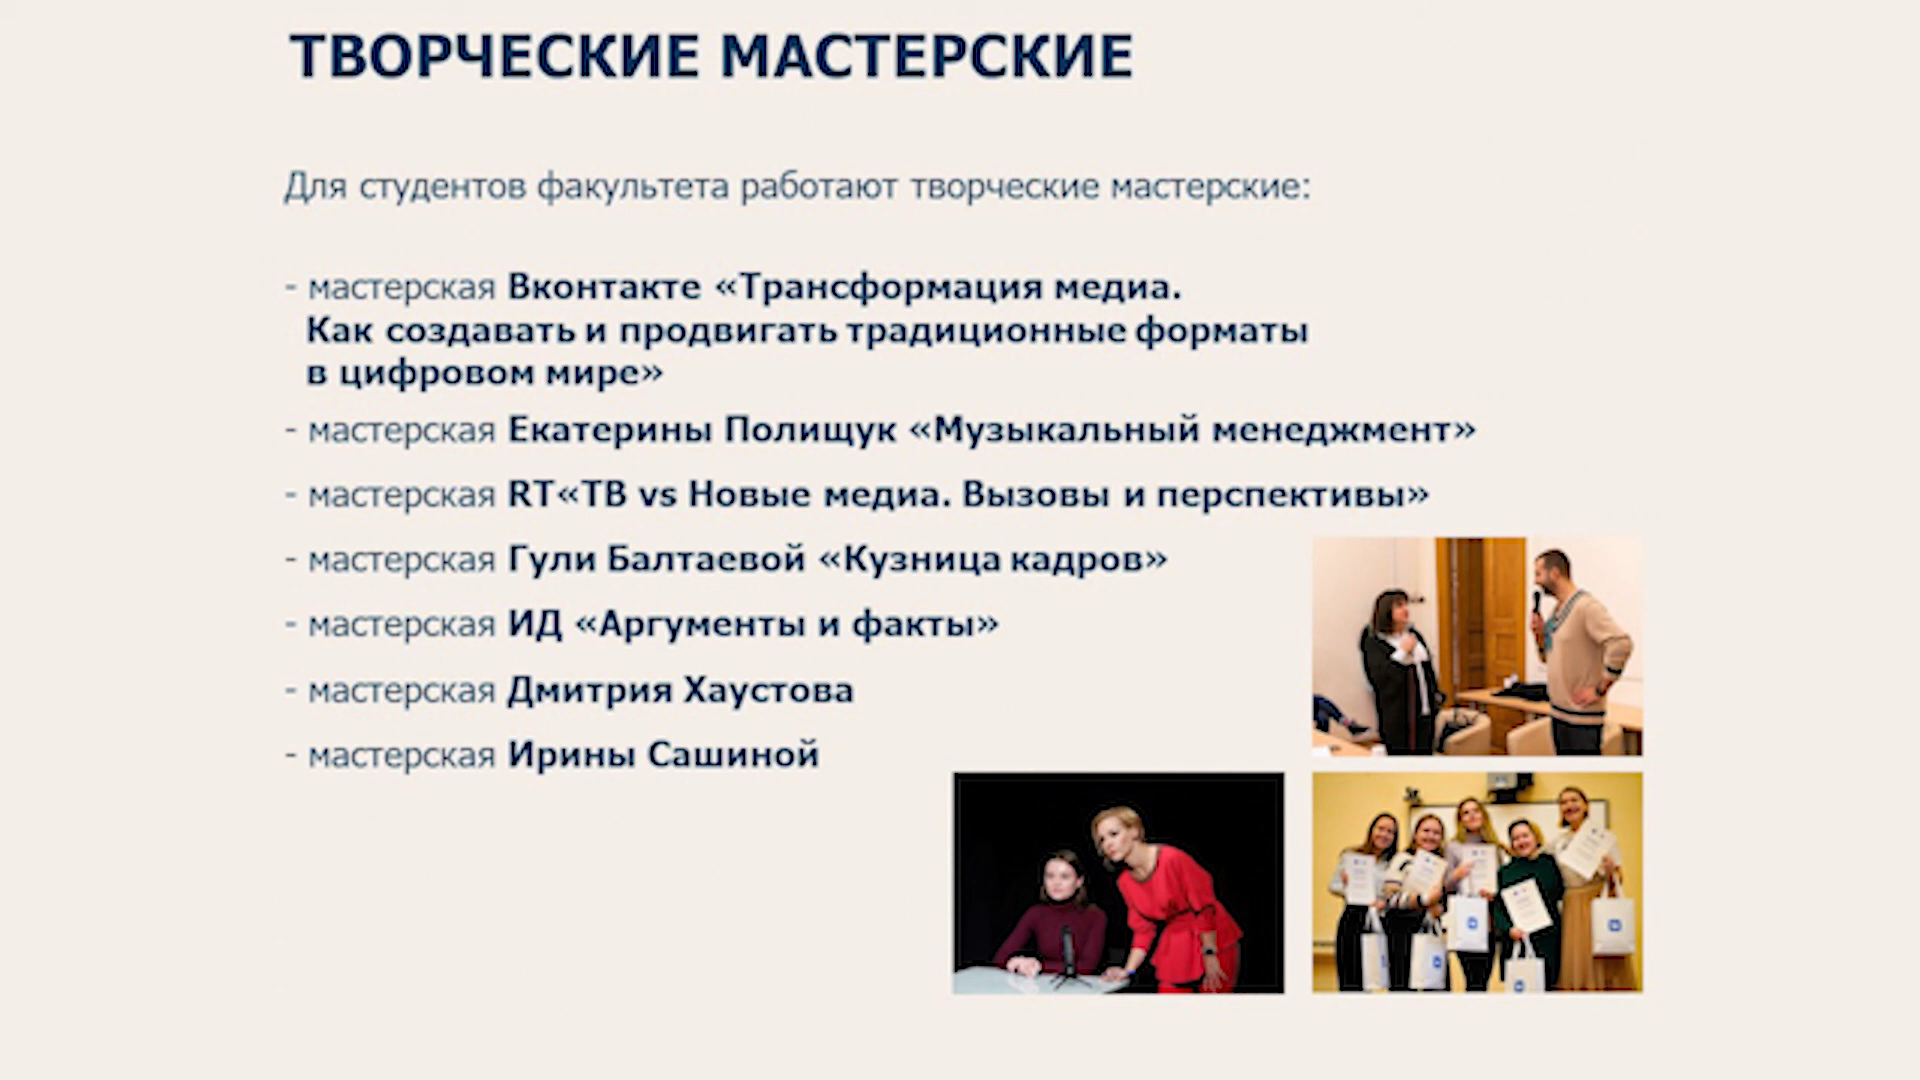 ТВОРЧЕСКИЕ МАСТЕРСКИЕ
Для студентов факультета работают творческие мастерские:
- мастерская Вконтакте «Трансформация медиа.
Как создавать и продвигать традиционные форматы
в цифровом мире»
- мастерская Екатерины Полищук «Музыкальный менеджмент»
- мастерская RT«ТВ vs Новые медиа. Вызовы и перспективы»
- мастерская Гули Балтаевой «Кузница кадров»
- мастерская ИД «Аргументы и факты»
- мастерская Дмитрия Хаустова
- мастерская Ирины Сашиной